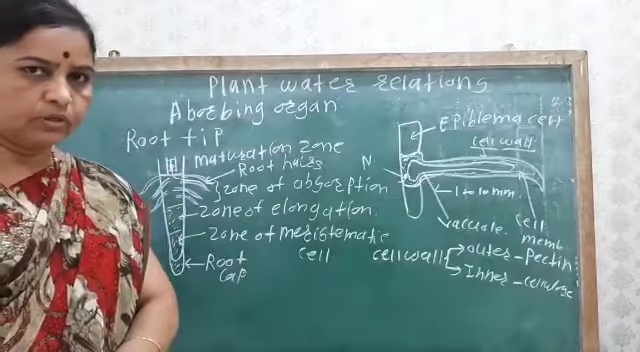 Plant water relations
Absorbing organ
Root tip
maturation zone
Root hairs
zone of absorption
zone of elongation
zone of meristematic
cell
Root
cap
Epiblema cell
cell wall
N
1 to 10 mm.
vacuole.
cell
memb
cell wall
outer - Pectin
Inner - cellulose